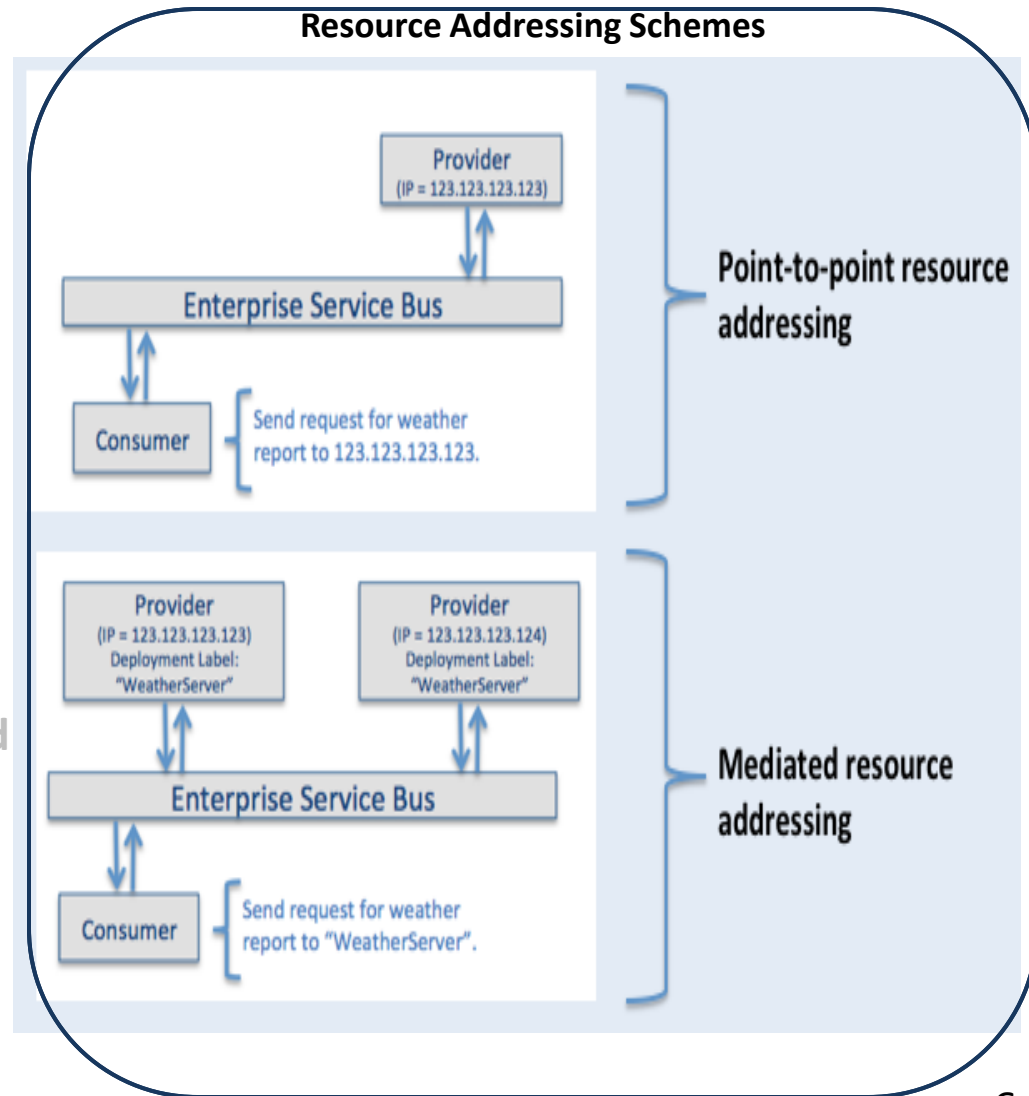 Resource Addressing Schemes
Provider
(IP = 123.123.123.123)
Enterprise Service Bus
Consumer
Send request for weather
report to 123.123.123.123.
Point-to-point resource
addressing
Provider
(IP = 123.123.123.123)
Deployment Label:
"WeatherServer"
Provider
(IP = 123.123.123.124)
Deployment Label:
"WeatherServer"
Enterprise Service Bus
Consumer
Send request for weather
report to "WeatherServer".
Mediated resource
addressing